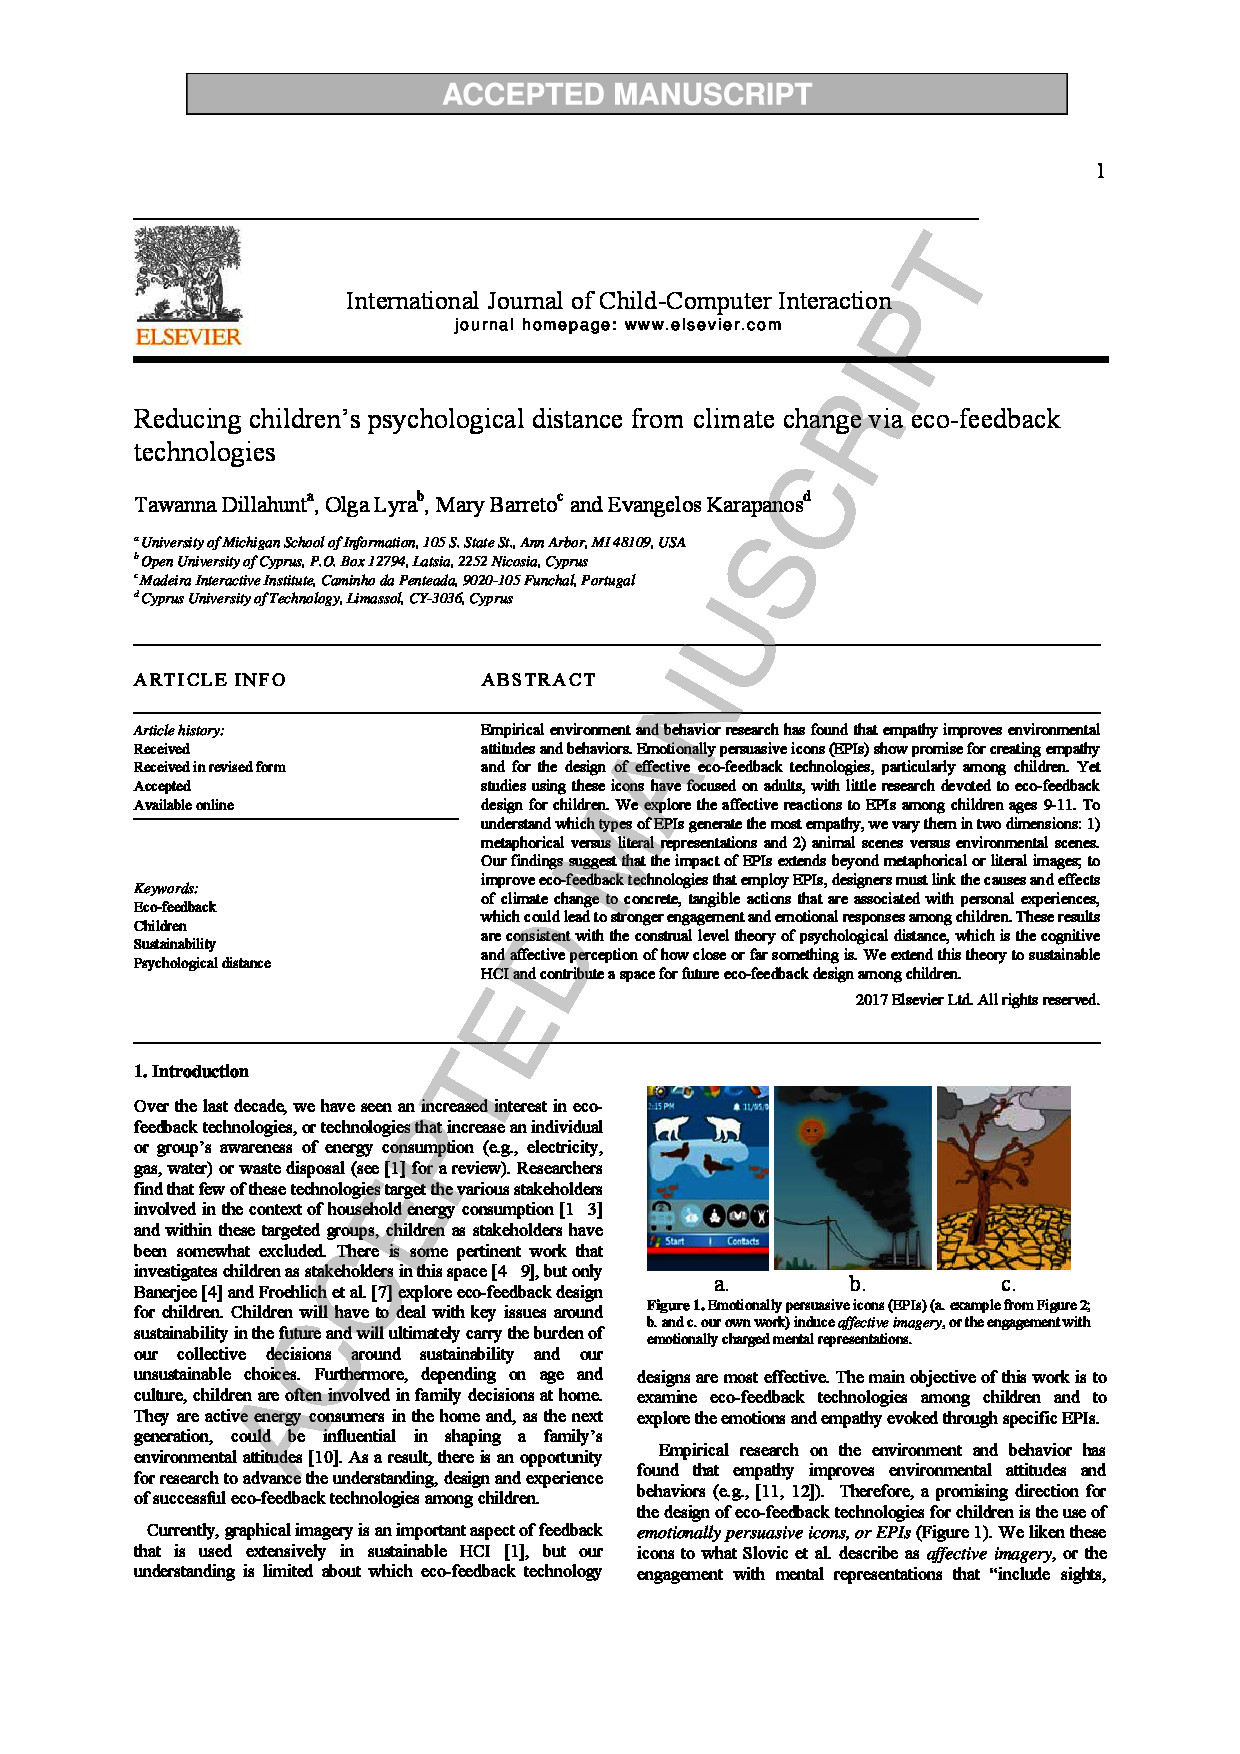 ACCEPTED MANUSCRIPT
1
ELSEVIER
International Journal of Child-Computer Interaction
journal homepage: www.elsevier.com
Reducing children's psychological distance from climate change via eco-feedback
technologies
Tawanna Dillahunt^a, Olga Lyra^b, Mary Barreto^c and Evangelos Karapanos^d
^a University of Michigan School of Information, 105 S. State St., Ann Arbor, MI 48109, USA
^b Open University of Cyprus, P.O. Box 12794, Latsia, 2252 Nicosia, Cyprus
^c Madeira Interactive Institute, Caminho da Penteada, 9020-105 Funchal, Portugal
^d Cyprus University of Technology, Limassol, CY-3036, Cyprus
ARTICLE INFO
Article history:
Received
Received in revised form
Accepted
Available online
Keywords:
Eco-feedback
Children
Sustainability
Psychological distance
ABSTRACT
Empirical environment and behavior research has found that empathy improves environmental
attitudes and behaviors. Emotionally persuasive icons (EPIs) show promise for creating empathy
and for the design of effective eco-feedback technologies, particularly among children. Yet
studies using these icons have focused on adults, with little research devoted to eco-feedback
design for children. We explore the affective reactions to EPIs among children ages 9-11. To
understand which types of EPIs generate the most empathy, we vary them in two dimensions: 1)
metaphorical versus literal representations and 2) animal scenes versus environmental scenes.
Our findings suggest that the impact of EPIs extends beyond metaphorical or literal images; to
improve eco-feedback technologies that employ EPIs, designers must link the causes and effects
of climate change to concrete, tangible actions that are associated with personal experiences,
which could lead to stronger engagement and emotional responses among children. These results
are consistent with the construal level theory of psychological distance, which is the cognitive
and affective perception of how close or far something is. We extend this theory to sustainable
HCI and contribute a space for future eco-feedback design among children.
2017 Elsevier Ltd. All rights reserved.
1. Introduction
Over the last decade, we have seen an increased interest in eco-
feedback technologies, or technologies that increase an individual
or group's awareness of energy consumption (e.g., electricity,
gas, water) or waste disposal (see [1] for a review). Researchers
find that few of these technologies target the various stakeholders
involved in the context of household energy consumption [1 3]
and within these targeted groups, children as stakeholders have
been somewhat excluded. There is some pertinent work that
investigates children as stakeholders in this space [4 9], but only
Banerjee [4] and Froehlich et al. [7] explore eco-feedback design
for children. Children will have to deal with key issues around
sustainability in the future and will ultimately carry the burden of
our collective decisions around sustainability and our
unsustainable choices. Furthermore, depending on age and
culture, children are often involved in family decisions at home.
They are active energy consumers in the home and, as the next
generation, could be influential in shaping a family's
environmental attitudes [10]. As a result, there is an opportunity
for research to advance the understanding, design and experience
of successful eco-feedback technologies among children.
Currently, graphical imagery is an important aspect of feedback
that is used extensively in sustainable HCI [1], but our
understanding is limited about which eco-feedback technology
2:15 PM
11/05/0
Start
Contacts
a.
b.
c.
Figure 1. Emotionally persuasive icons (EPIs) (a. example from Figure 2;
b. and c. our own work) induce affective imagery, or the engagement with
emotionally charged mental representations.
designs are most effective. The main objective of this work is to
examine eco-feedback technologies among children and to
explore the emotions and empathy evoked through specific EPIs.
Empirical research on the environment and behavior has
found that empathy improves environmental attitudes and
behaviors (e.g., [11, 12]). Therefore, a promising direction for
the design of eco-feedback technologies for children is the use of
emotionally persuasive icons, or EPIs (Figure 1). We liken these
icons to what Slovic et al. describe as affective imagery, or the
engagement with mental representations that "include sights,
ACCEPTED MANUSCRIPT